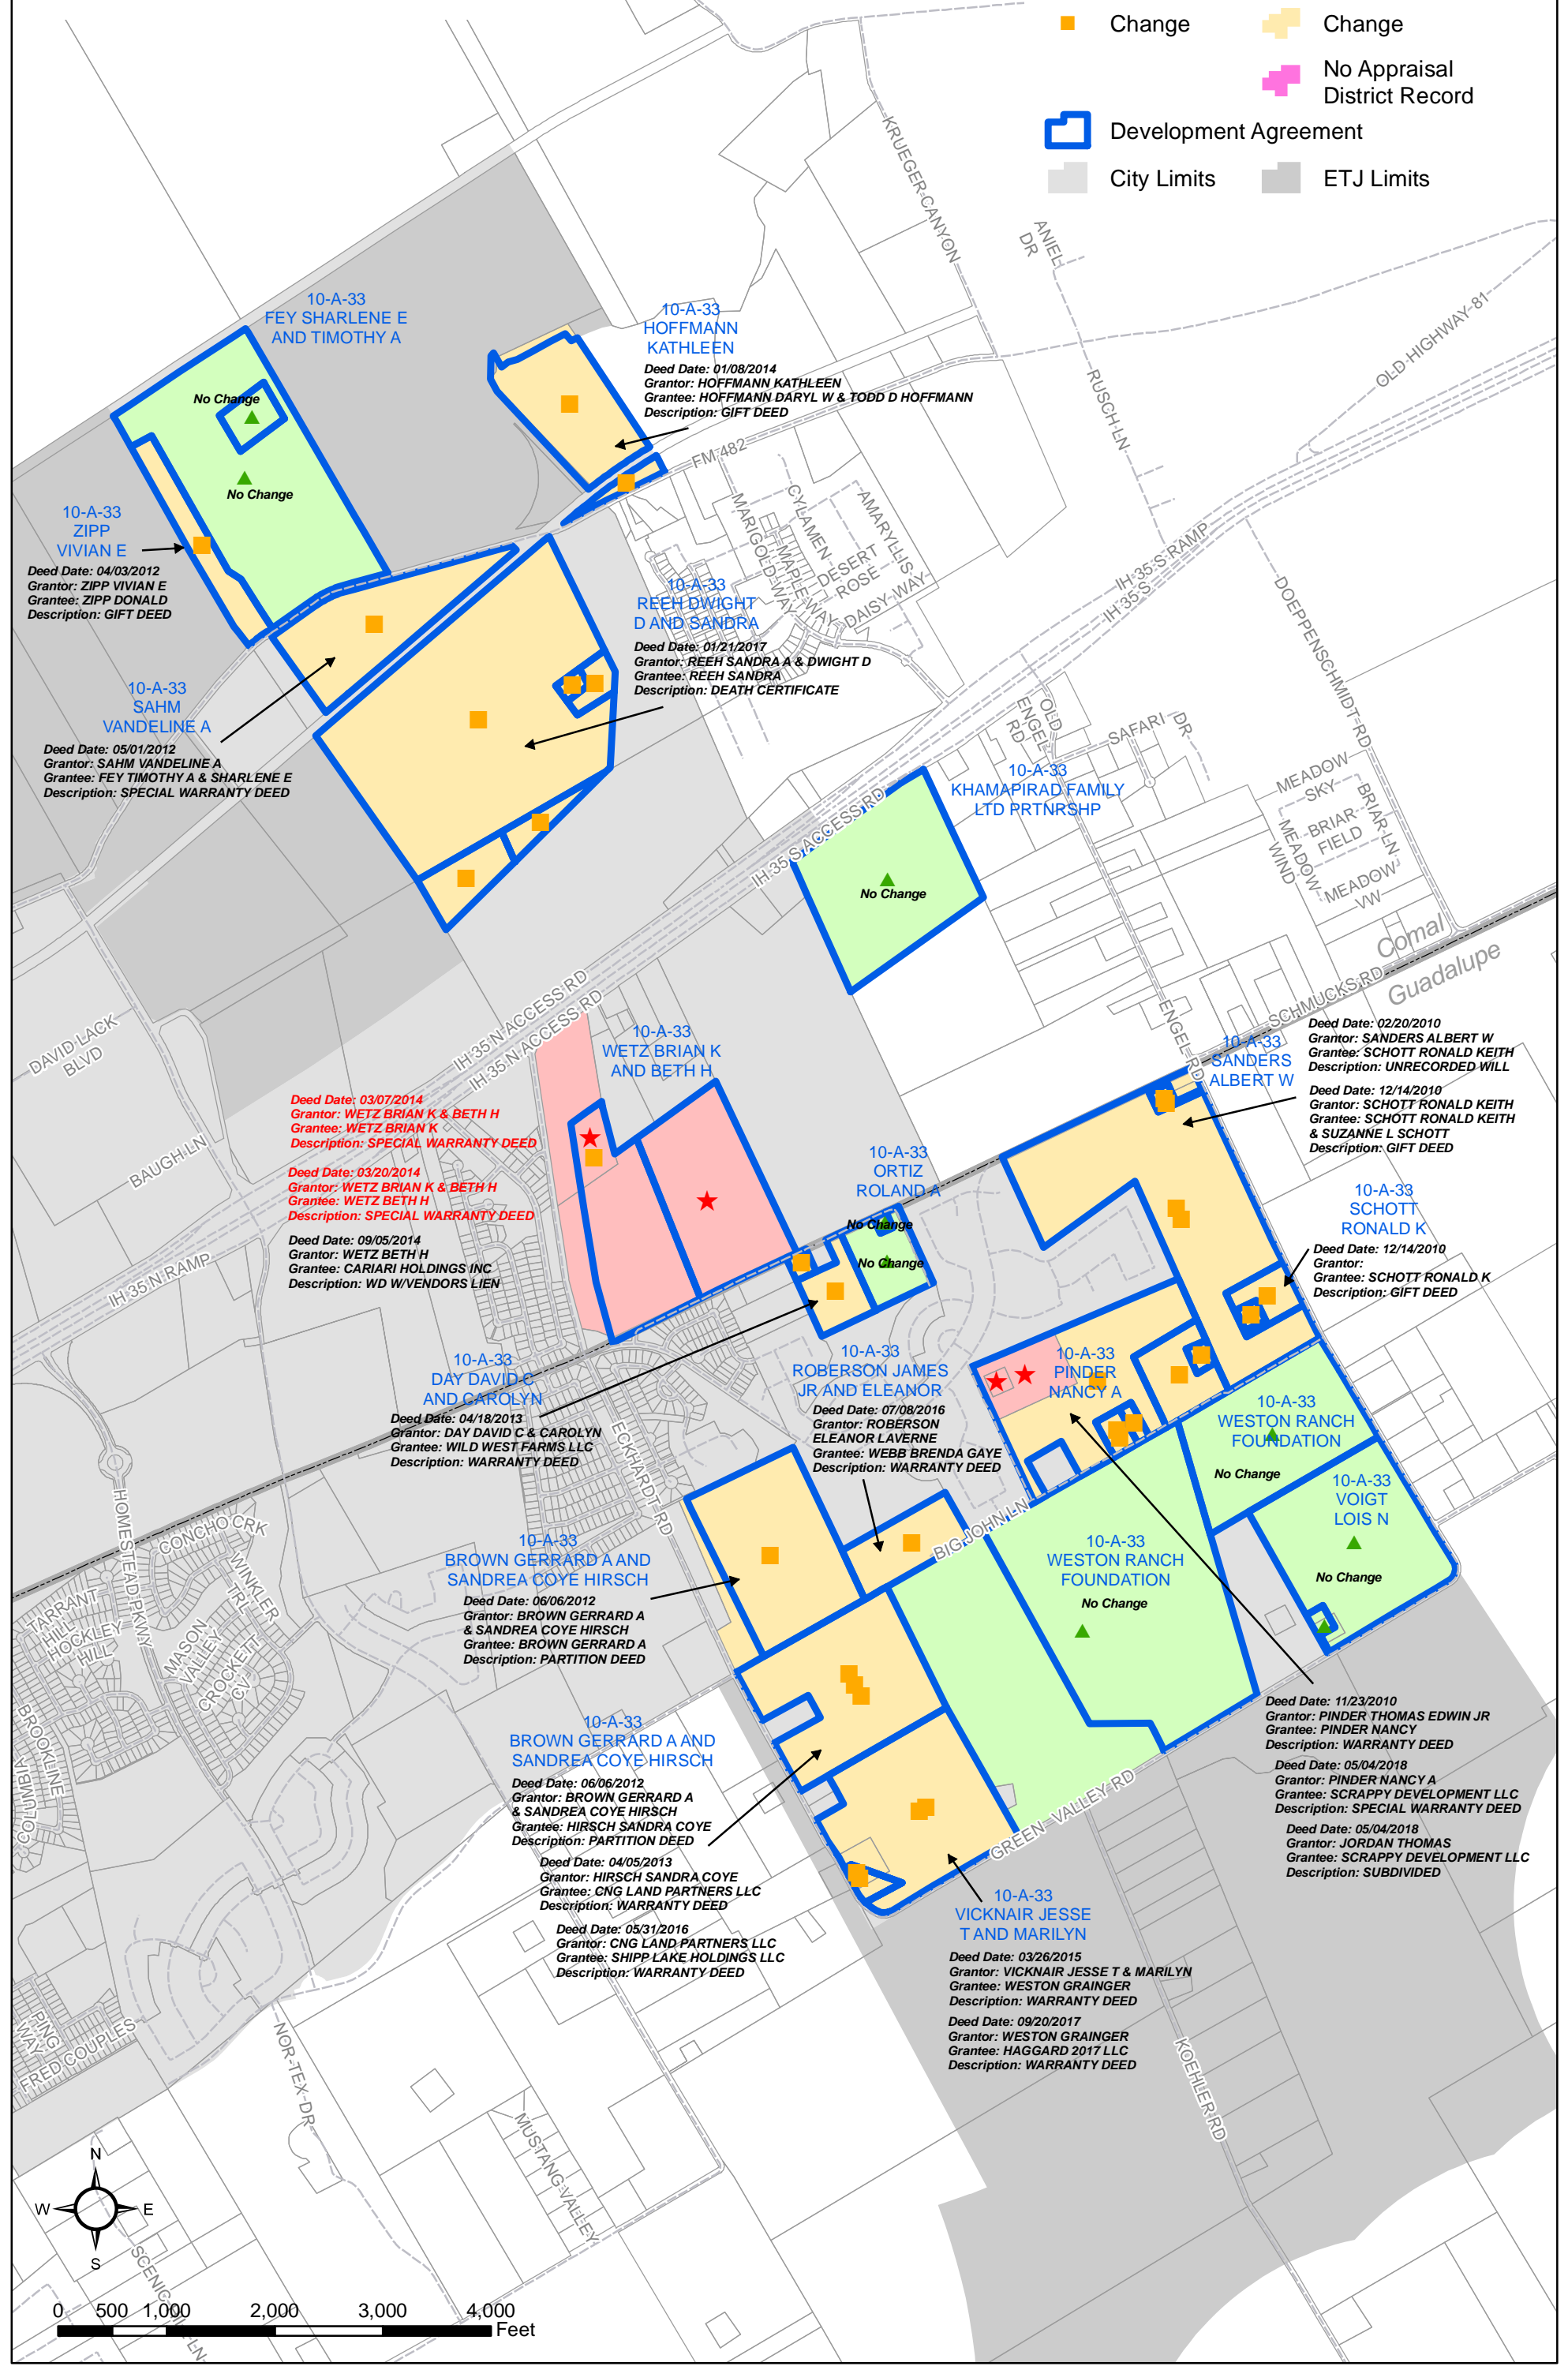 Change
Change
No Appraisal
District Record
Development Agreement
City Limits
ETJ Limits
KRUEGER CANYON
ANIEL
DR
RUSCH LN
OLD HIGHWAY 81
10-A-33
FEY SHARLENE E
AND TIMOTHY A
No Change
No Change
10-A-33
HOFFMANN
KATHLEEN
Deed Date: 01/08/2014
Grantor: HOFFMANN KATHLEEN
Grantee: HOFFMANN DARYL W & TODD D HOFFMANN
Description: GIFT DEED
FM 482
10-A-33
ZIPP
VIVIAN E
Deed Date: 04/03/2012
Grantor: ZIPP VIVIAN E
Grantee: ZIPP DONALD
Description: GIFT DEED
MARIGOLD WAY
CYLAMEN
MAPLE WAY
AMARYLLIS
DESERT
ROSE
DAISY WAY
IH 35 S RAMP
IH 35 S
DOEPPENSCHMIDT RD
10-A-33
REEH DWIGHT
D AND SANDRA
Deed Date: 01/21/2017
Grantor: REEH SANDRA A & DWIGHT D
Grantee: REEH SANDRA
Description: DEATH CERTIFICATE
10-A-33
SAHM
VANDELINE A
Deed Date: 05/01/2012
Grantor: SAHM VANDELINE A
Grantee: FEY TIMOTHY A & SHARLENE E
Description: SPECIAL WARRANTY DEED
OLD
ENGEL
RD
SAFARI DR
MEADOW
SKY
BRIAR
FIELD
BRIAR LN
MEADOW
WIND
MEADOW
VW
10-A-33
KHAMAPIRAD FAMILY
LTD PRTNRSHP
No Change
IH 35 S ACCESS RD
Comal
Guadalupe
SCHMUCKS RD
ENGEL RD
DAVID LACK
BLVD
IH 35 N ACCESS RD
IH 35 N ACCESS RD
BAUGH LN
IH 35 N RAMP
10-A-33
WETZ BRIAN K
AND BETH H
Deed Date: 03/07/2014
Grantor: WETZ BRIAN K & BETH H
Grantee: WETZ BRIAN K
Description: SPECIAL WARRANTY DEED
Deed Date: 03/20/2014
Grantor: WETZ BRIAN K & BETH H
Grantee: WETZ BETH H
Description: SPECIAL WARRANTY DEED
Deed Date: 09/05/2014
Grantor: WETZ BETH H
Grantee: CARIARI HOLDINGS INC
Description: WD W/VENDORS LIEN
10-A-33
SANDERS
ALBERT W
Deed Date: 02/20/2010
Grantor: SANDERS ALBERT W
Grantee: SCHOTT RONALD KEITH
Description: UNRECORDED WILL
Deed Date: 12/14/2010
Grantor: SCHOTT RONALD KEITH
Grantee: SCHOTT RONALD KEITH
& SUZANNE L SCHOTT
Description: GIFT DEED
10-A-33
ORTIZ
ROLAND A
No Change
No Change
10-A-33
SCHOTT
RONALD K
Deed Date: 12/14/2010
Grantor:
Grantee: SCHOTT RONALD K
Description: GIFT DEED
10-A-33
DAY DAVID C
AND CAROLYN
Deed Date: 04/18/2013
Grantor: DAY DAVID C & CAROLYN
Grantee: WILD WEST FARMS LLC
Description: WARRANTY DEED
10-A-33
ROBERSON JAMES
JR AND ELEANOR
Deed Date: 07/08/2016
Grantor: ROBERSON
ELEANOR LAVERNE
Grantee: WEBB BRENDA GAYE
Description: WARRANTY DEED
10-A-33
PINDER
NANCY A
10-A-33
WESTON RANCH
FOUNDATION
No Change
10-A-33
VOIGT
LOIS N
No Change
ECKHARDT RD
BIG JOHN LN
HOMESTEAD PKWY
CONCHO CRK
WINKLER
TRL
TARRANT
HILL
HOCKLEY
HILL
MASON
VALLEY
CROCKETT
CV
BROOKLINE
COLUMBIA
10-A-33
BROWN GERRARD A AND
SANDREA COYE HIRSCH
Deed Date: 06/06/2012
Grantor: BROWN GERRARD A
& SANDREA COYE HIRSCH
Grantee: BROWN GERRARD A
Description: PARTITION DEED
10-A-33
WESTON RANCH
FOUNDATION
No Change
Deed Date: 11/23/2010
Grantor: PINDER THOMAS EDWIN JR
Grantee: PINDER NANCY
Description: WARRANTY DEED
Deed Date: 05/04/2018
Grantor: PINDER NANCY A
Grantee: SCRAPPY DEVELOPMENT LLC
Description: SPECIAL WARRANTY DEED
Deed Date: 05/04/2018
Grantor: JORDAN THOMAS
Grantee: SCRAPPY DEVELOPMENT LLC
Description: SUBDIVIDED
10-A-33
BROWN GERRARD A AND
SANDREA COYE HIRSCH
Deed Date: 06/06/2012
Grantor: BROWN GERRARD A
& SANDREA COYE HIRSCH
Grantee: HIRSCH SANDRA COYE
Description: PARTITION DEED
Deed Date: 04/05/2013
Grantor: HIRSCH SANDRA COYE
Grantee: CNG LAND PARTNERS LLC
Description: WARRANTY DEED
Deed Date: 05/31/2016
Grantor: CNG LAND PARTNERS LLC
Grantee: SHIPP LAKE HOLDINGS LLC
Description: WARRANTY DEED
GREEN VALLEY RD
10-A-33
VICKNAIR JESSE
T AND MARILYN
Deed Date: 03/26/2015
Grantor: VICKNAIR JESSE T & MARILYN
Grantee: WESTON GRAINGER
Description: WARRANTY DEED
Deed Date: 09/20/2017
Grantor: WESTON GRAINGER
Grantee: HAGGARD 2017 LLC
Description: WARRANTY DEED
PING
WAY
FRED COUPLES
NOR-TEX DR
MUSTANG VALLEY
KOEHLER RD
N
W
E
S
0 500 1,000 2,000 3,000 4,000
Feet